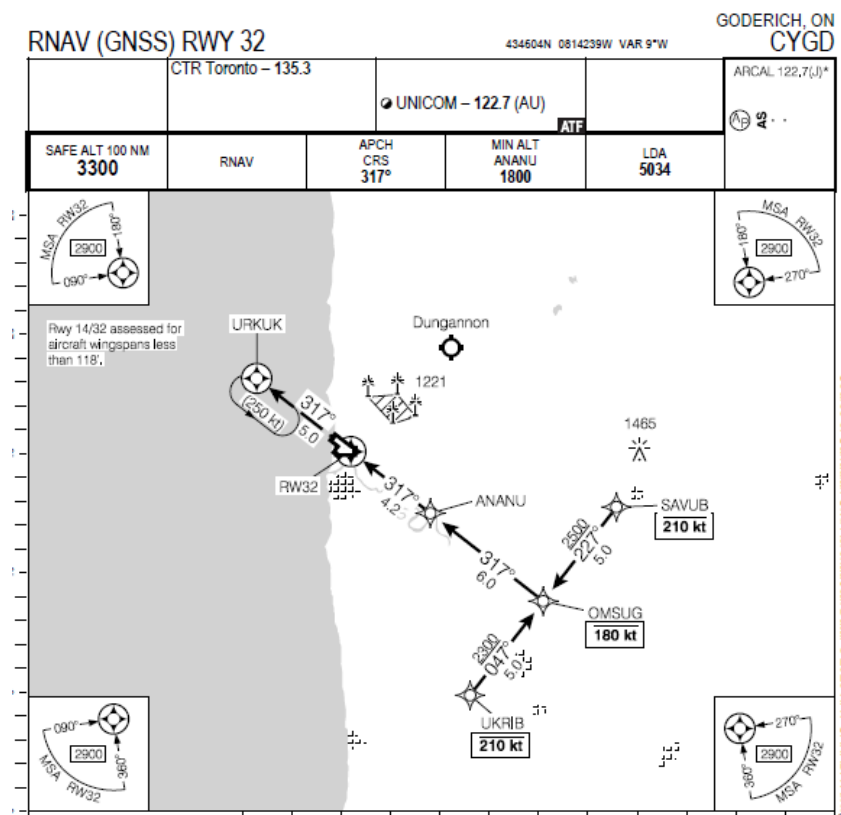 GODERICH, ON
RNAV (GNSS) RWY 32
434604N 0814239W VAR 9°W
CYGD
CTR Toronto – 135.3
UNICOM – 122.7 (AU)
ATF
ARCAL 122.7(J)*
AP AS
SAFE ALT 100 NM
3300
RNAV
APCH
CRS
317°
MIN ALT
ANANU
1800
LDA
5034
MSA RW32
180°
2900
090°
MSA RW32
180°
2900
270°
Rwy 14/32 assessed for
aircraft wingspans less
than 118'.
URKUK
Dungannon
(250 kt)
317°
5.0
1221
1465
RW32
317°
4.2
ANANU
SAVUB
210 kt
2500
227°
5.0
317°
6.0
OMSUG
180 kt
2300
047°
5.0
UKRIB
210 kt
090°
2900
360°
MSA RW32
270°
2900
360°
MSA RW32